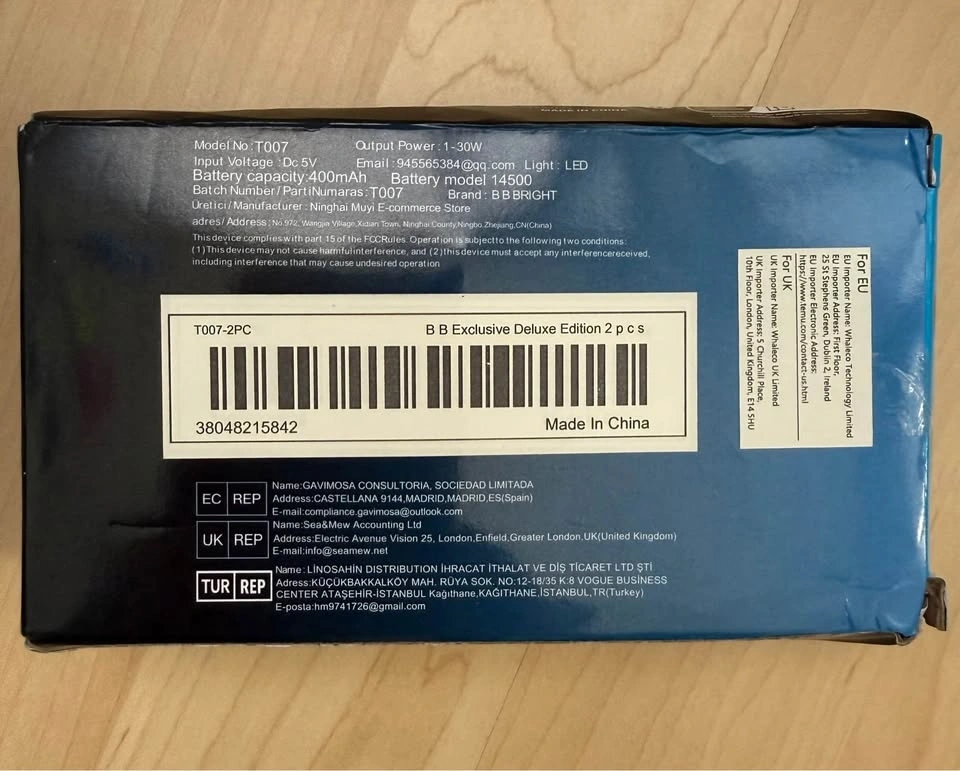 MADE IN CHINA
Model No:T007 Output Power:1-30W
Input Voltage:Dc 5V Email:945565384@qq.com Light: LED
Battery capacity:400mAh Battery model 14500
Batch Number/PartiNumaras:T007 Brand: B B BRIGHT
Üretici/Manufacturer: Ninghai Muyi E-commerce Store
adres/ Address: No.972, Wangjia Village,Xidian Town, Ninghai.County,Ningbo.Zhejiang,CN(China)
This device complies with part 15 of the FCCRules. Operation is subjectto the following two conditions:
(1)This device may not cause harmfulinterference, and (2)this device must accept any interferencereceived,
including interference that may cause undesired operation
T007-2PC B B Exclusive Deluxe Edition 2 p c s
38048215842 Made In China
For EU
EU Importer Name: Whaleco Technology Limited
EU Importer Address: First Floor,
25 St Stephens Green, Dublin 2, Ireland
EU Importer Electronic Address:
https://www.temu.com/contact-us.html
For UK
UK Importer Name: Whaleco UK Limited
UK Importer Address: 5 Churchill Place,
10th Floor, London, United Kingdom, E14 5HU
EC REP
Name:GAVIMOSA CONSULTORIA, SOCIEDAD LIMITADA
Address:CASTELLANA 9144,MADRID,MADRID,ES(Spain)
E-mail:compliance.gavimosa@outlook.com
UK REP
Name:Sea&Mew Accounting Ltd
Address:Electric Avenue Vision 25, London,Enfield,Greater London,UK(United Kingdom)
E-mail:info@seamew.net
TUR REP
Name: LİNOSAHİN DISTRIBUTION İHRACAT İTHALAT VE DİŞ TİCARET LTD ŞTİ
Adress:KÜÇÜKBAKKALKÖY MAH. RÜYA SOK. NO:12-18/35 K:8 VOGUE BUSINESS
CENTER ATAŞEHİR-İSTANBUL Kağıthane,KAĞITHANE,İSTANBUL,TR(Turkey)
E-posta:hm9741726@gmail.com